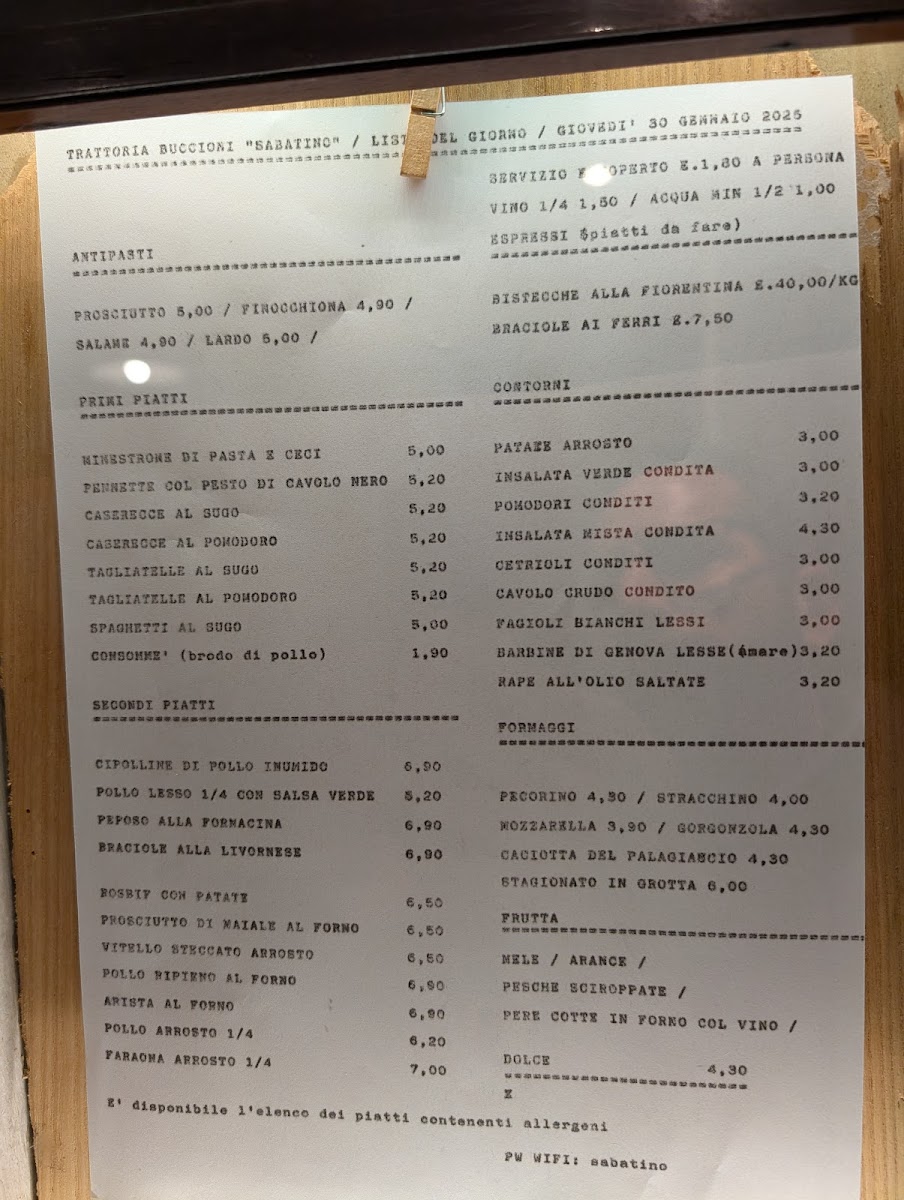 TRATTORIA BUCCIONI "SABATINO" / LIST DEL GIORNO / GIOVEDI' 30 GENNAIO 2025
ANTIPASTI
PROSCIUTTO 5,00 / FINOCCHIONA 4,90 /
SALAME 4,90 / LARDO 5,00 /
PRIMI PIATTI
MINESTRONE DI PASTA E CECI 5,00
PENNETTE COL PESTO DI CAVOLO NERO 5,20
CASERECCE AL SUGO 5,20
CASERECCE AL POMODORO 5,20
TAGLIATELLE AL SUGO 5,20
TAGLIATELLE AL POMODORO 5,20
SPAGHETTI AL SUGO 5,00
CONSOMME' (brodo di pollo) 1,90
SECONDI PIATTI
CIPOLLINE DI POLLO INUMIDO 6,90
POLLO LESSO 1/4 CON SALSA VERDE 5,20
PEPOSO ALLA FORNACINA 6,90
BRACIOLE ALLA LIVORNESE 6,90
ROSBIF CON PATATE 6,50
PROSCIUTTO DI MAIALE AL FORNO 6,50
VITELLO STECCATO ARROSTO 6,50
POLLO RIPIENO AL FORNO 6,90
ARISTA AL FORNO 6,90
POLLO ARROSTO 1/4 6,20
FARAONA ARROSTO 1/4 7,00
E' disponibile l'elenco dei piatti contenenti allergeni
SERVIZIO E OPERTO E.1,80 A PERSONA
VINO 1/4 1,50 / ACQUA MIN 1/2 1,00
ESPRESSI $piatti da fare)
BISTECCHE ALLA FIORENTINA E.40,00/KG
BRACIOLE AI FERRI E.7,50
CONTORNI
PATATE ARROSTO 3,00
INSALATA VERDE CONDITA 3,00
POMODORI CONDITI 3,20
INSALATA MISTA CONDITA 4,30
CETRIOLI CONDITI 3,00
CAVOLO CRUDO CONDITO 3,00
FAGIOLI BIANCHI LESSI 3,00
BARBINE DI GENOVA LESSE(amare)3,20
RAPE ALL'OLIO SALTATE 3,20
FORMAGGI
PECORINO 4,30 / STRACCHINO 4,00
MOZZARELLA 3,90 / GORGONZOLA 4,30
CACIOTTA DEL PALAGIACCIO 4,30
STAGIONATO IN GROTTA 6,00
FRUTTA
MELE / ARANCE /
PESCHE SCIROPPATE /
PERE COTTE IN FORNO COL VINO /
DOLCE 4,30
E
PW WIFI: sabatino